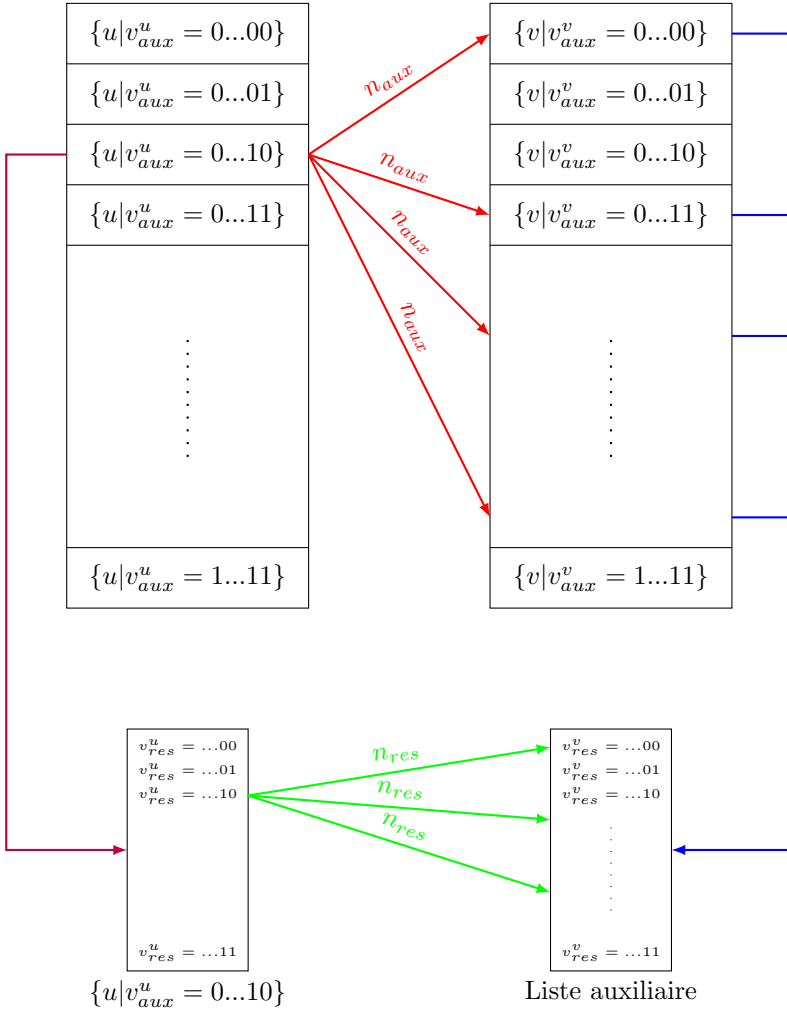 {u|v^u_{aux} = 0...00}
{u|v^u_{aux} = 0...01}
{u|v^u_{aux} = 0...10}
{u|v^u_{aux} = 0...11}
{u|v^u_{aux} = 1...11}
n_{aux}
n_{aux}
n_{aux}
n_{aux}
{v|v^v_{aux} = 0...00}
{v|v^v_{aux} = 0...01}
{v|v^v_{aux} = 0...10}
{v|v^v_{aux} = 0...11}
{v|v^v_{aux} = 1...11}
v^u_{res} = ...00
v^u_{res} = ...01
v^u_{res} = ...10
v^u_{res} = ...11
{u|v^u_{aux} = 0...10}
n_{res}
n_{res}
n_{res}
v^v_{res} = ...00
v^v_{res} = ...01
v^v_{res} = ...10
v^v_{res} = ...11
Liste auxiliaire